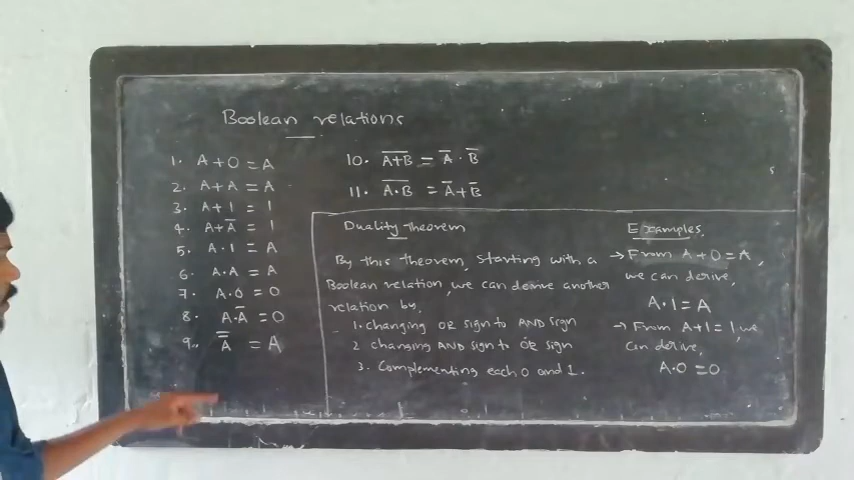 Boolean relations
1. A+0 = A
2. A+A = A
3. A+1 = 1
4. A+A̅ = 1
5. A·1 = A
6. A·A = A
7. A·0 = 0
8. A·A̅ = 0
9. A̿ = A
10. A̅+̅B̅ = A̅ · B̅
11. A̅·̅B̅ = A̅+B̅
Duality theorem
By this theorem, starting with a
Boolean relation, we can derive another
relation by,
1. changing OR sign to AND sign
2 changing AND sign to OR sign
3. Complementing each 0 and 1.
Examples,
→ From A+0=A,
we can derive,
A·1=A
→ From A+1=1, we
can derive,
A·0=0